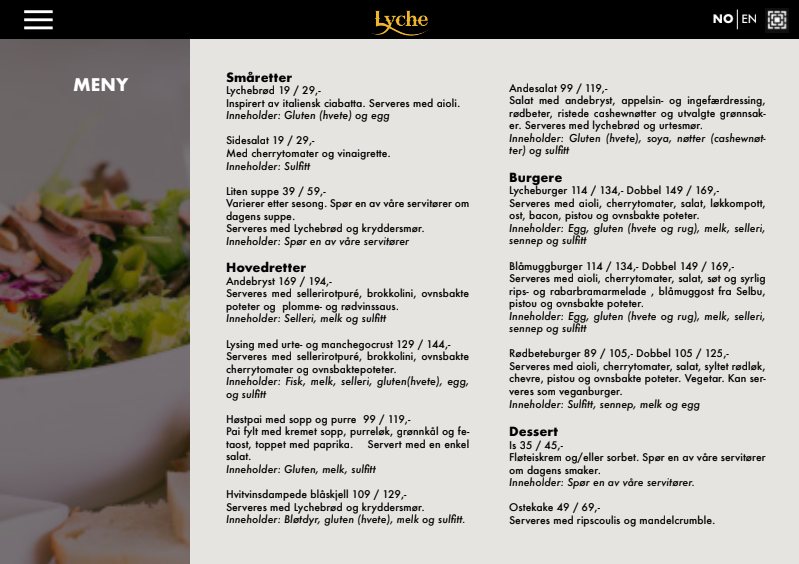 Lyche
NO | EN
MENY
Småretter
Lychebrød 19 / 29,-
Inspirert av italiensk ciabatta. Serveres med aioli.
Inneholder: Gluten (hvete) og egg
Sidesalat 19 / 29,-
Med cherrytomater og vinaigrette.
Inneholder: Sulfitt
Liten suppe 39 / 59,-
Varierer etter sesong. Spør en av våre servitører om
dagens suppe.
Serveres med Lychebrød og kryddersmør.
Inneholder: Spør en av våre servitører
Hovedretter
Andebryst 169 / 194,-
Serveres med sellerirotpuré, brokkolini, ovnsbakte
poteter og plomme- og rødvinssaus.
Inneholder: Selleri, melk og sulfitt
Lysing med urte- og manchegocrust 129 / 144,-
Serveres med sellerirotpuré, brokkolini, ovnsbakte
cherrytomater og ovnsbaktepoteter.
Inneholder: Fisk, melk, selleri, gluten(hvete), egg,
og sulfitt
Høstpai med sopp og purre 99 / 119,-
Pai fylt med kremet sopp, purreløk, grønnkål og fe-
taost, toppet med paprika. Servert med en enkel
salat.
Inneholder: Gluten, melk, sulfitt
Hvitvinsdampede blåskjell 109 / 129,-
Serveres med Lychebrød og kryddersmør.
Inneholder: Bløtdyr, gluten (hvete), melk og sulfitt.
Andesalat 99 / 119,-
Salat med andebryst, appelsin- og ingefærdressing,
rødbeter, ristede cashewnøtter og utvalgte grønnsak-
er. Serveres med lychebrød og urtesmør.
Inneholder: Gluten (hvete), soya, nøtter (cashewnøt-
ter) og sulfitt
Burgere
Lycheburger 114 / 134,- Dobbel 149 / 169,-
Serveres med aioli, cherrytomater, salat, løkkompott,
ost, bacon, pistou og ovnsbakte poteter.
Inneholder: Egg, gluten (hvete og rug), melk, selleri,
sennep og sulfitt
Blåmuggburger 114 / 134,- Dobbel 149 / 169,-
Serveres med aioli, cherrytomater, salat, søt og syrlig
rips- og rabarbramarmelade , blåmuggost fra Selbu,
pistou og ovnsbakte poteter.
Inneholder: Egg, gluten (hvete og rug), melk, selleri,
sennep og sulfitt
Rødbeteburger 89 / 105,- Dobbel 105 / 125,-
Serveres med aioli, cherrytomater, salat, syltet rødløk,
chevre, pistou og ovnsbakte poteter. Vegetar. Kan ser-
veres som veganburger.
Inneholder: Sulfitt, sennep, melk og egg
Dessert
Is 35 / 45,-
Fløteiskrem og/eller sorbet. Spør en av våre servitører
om dagens smaker.
Inneholder: Spør en av våre servitører.
Ostekake 49 / 69,-
Serveres med ripscoulis og mandelcrumble.